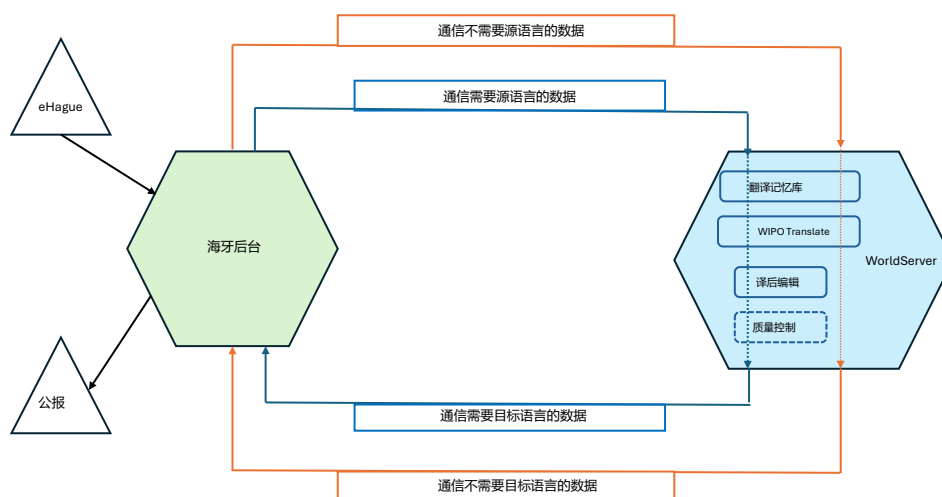 通信不需要源语言的数据
通信需要源语言的数据
eHague
翻译记忆库
WIPO Translate
海牙后台
WorldServer
译后编辑
质量控制
公报
通信需要目标语言的数据
通信不需要目标语言的数据